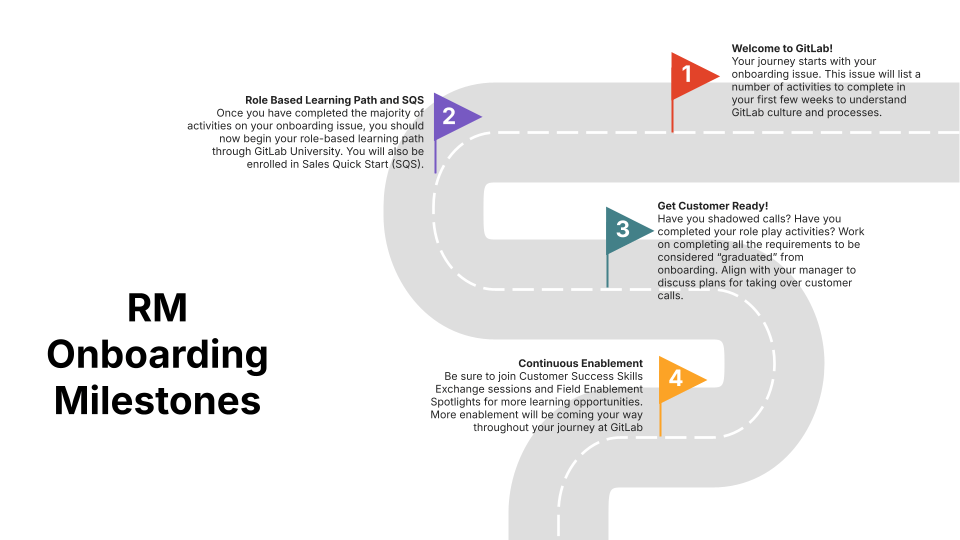 RM
Onboarding
Milestones
1
Welcome to GitLab!
Your journey starts with your
onboarding issue. This issue will list a
number of activities to complete in
your first few weeks to understand
GitLab culture and processes.
2
Role Based Learning Path and SQS
Once you have completed the majority of
activities on your onboarding issue, you should
now begin your role-based learning path
through GitLab University. You will also be
enrolled in Sales Quick Start (SQS).
3
Get Customer Ready!
Have you shadowed calls? Have you
completed your role play activities? Work
on completing all the requirements to be
considered “graduated” from
onboarding. Align with your manager to
discuss plans for taking over customer
calls.
4
Continuous Enablement
Be sure to join Customer Success Skills
Exchange sessions and Field Enablement
Spotlights for more learning opportunities.
More enablement will be coming your way
throughout your journey at GitLab